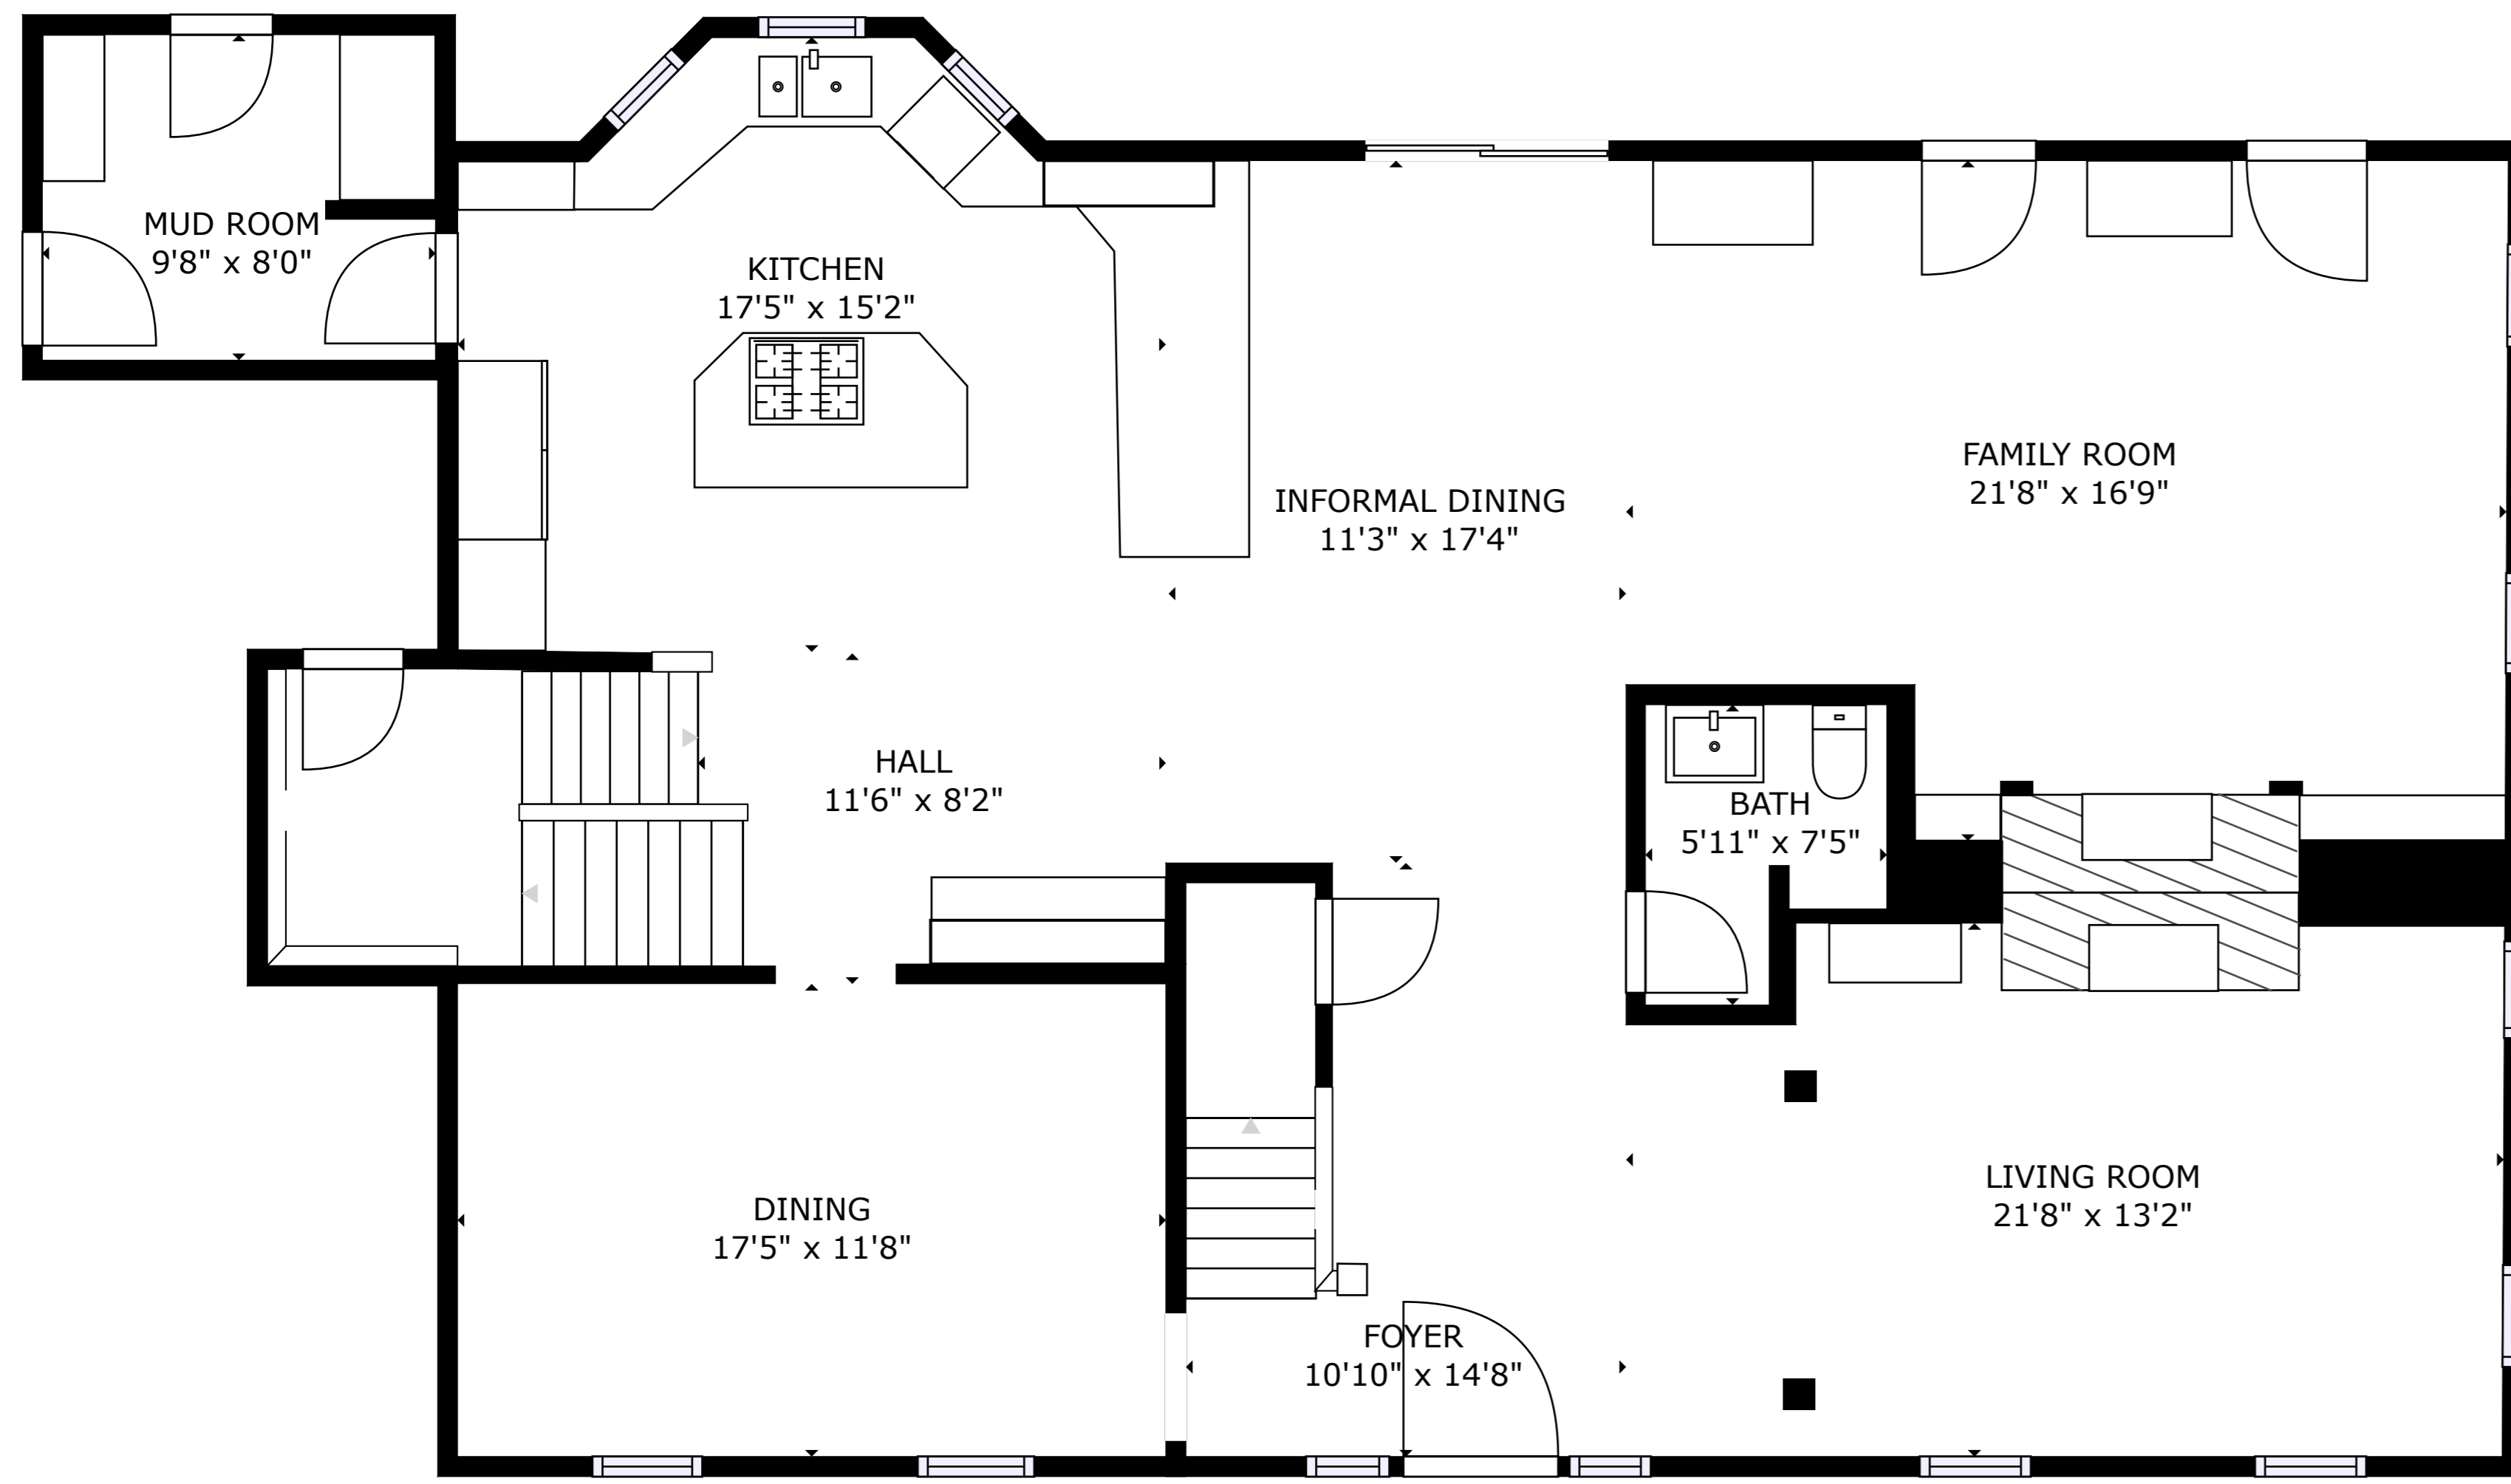 MUD ROOM
9'8" x 8'0"
KITCHEN
17'5" x 15'2"
INFORMAL DINING
11'3" x 17'4"
FAMILY ROOM
21'8" x 16'9"
HALL
11'6" x 8'2"
BATH
5'11" x 7'5"
DINING
17'5" x 11'8"
FOYER
10'10" x 14'8"
LIVING ROOM
21'8" x 13'2"